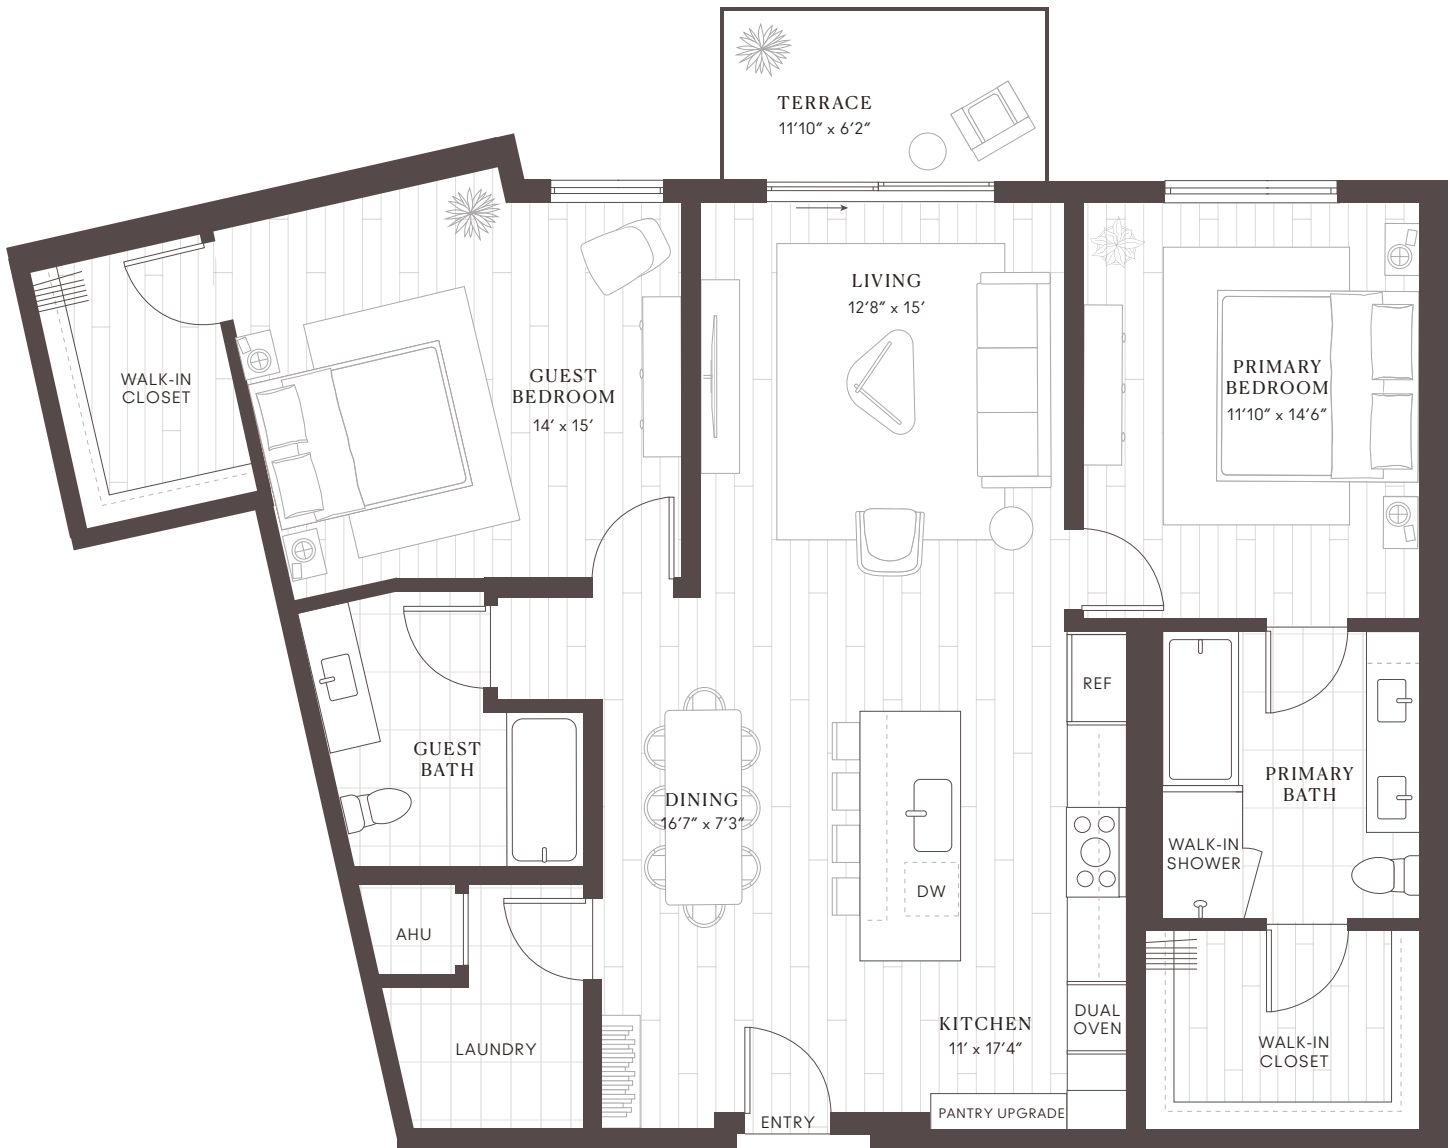 TERRACE
11'10" x 6'2"
LIVING
12'8" x 15'
GUEST
BEDROOM
14' x 15'
WALK-IN
CLOSET
PRIMARY
BEDROOM
11'10" x 14'6"
REF
GUEST
BATH
DINING
16'7" x 7'3"
PRIMARY
BATH
WALK-IN
SHOWER
DW
AHU
LAUNDRY
KITCHEN
11' x 17'4"
DUAL
OVEN
WALK-IN
CLOSET
PANTRY UPGRADE
ENTRY